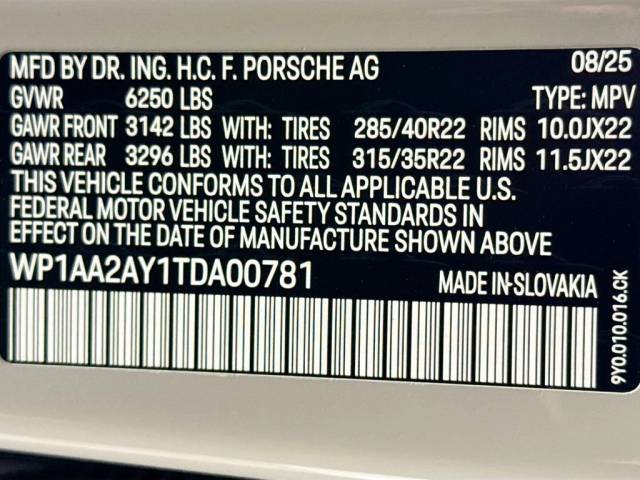 MFD BY DR. ING. H.C. F. PORSCHE AG 08/25
GVWR 6250 LBS TYPE: MPV
GAWR FRONT 3142 LBS WITH: TIRES 285/40R22 RIMS 10.0JX22
GAWR REAR 3296 LBS WITH: TIRES 315/35R22 RIMS 11.5JX22
THIS VEHICLE CONFORMS TO ALL APPLICABLE U.S.
FEDERAL MOTOR VEHICLE SAFETY STANDARDS IN
EFFECT ON THE DATE OF MANUFACTURE SHOWN ABOVE
WP1AA2AY1TDA00781 MADE IN SLOVAKIA
9Y0.010.016.CK